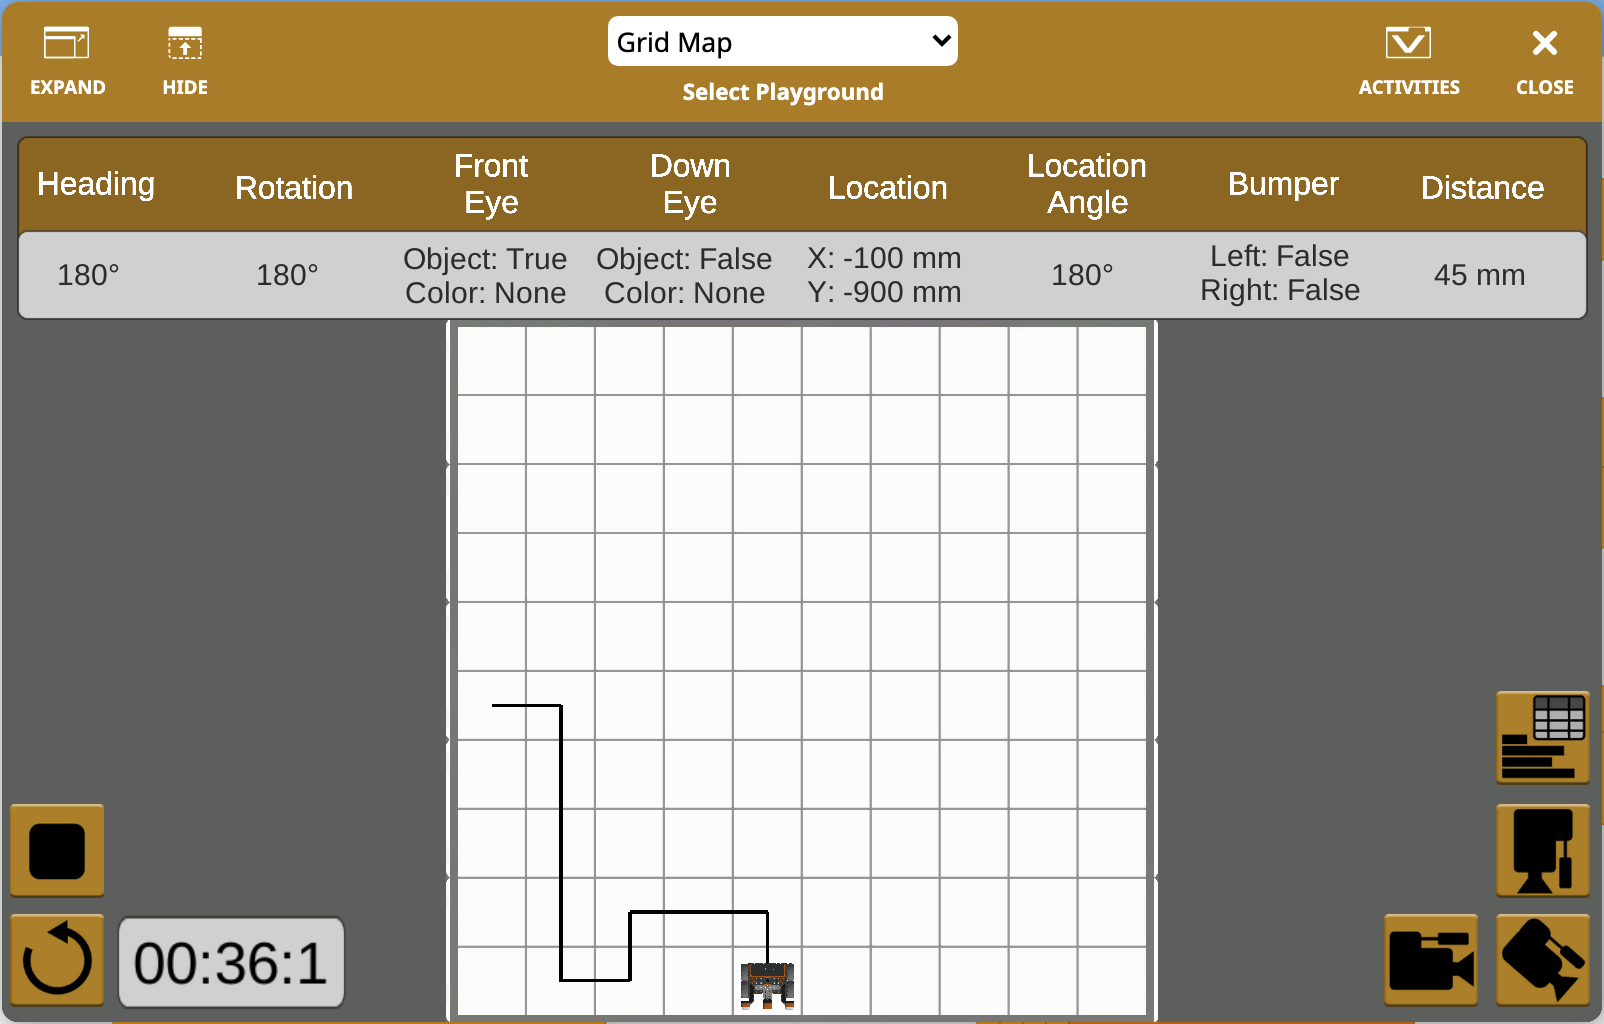 Grid Map
EXPAND
HIDE
Select Playground
ACTIVITIES
CLOSE
Heading
Rotation
Front
Eye
Down
Eye
Location
Location
Angle
Bumper
Distance
180°
180°
Object: True
Color: None
Object: False
Color: None
X: -100 mm
Y: -900 mm
180°
Left: False
Right: False
45 mm
00:36:1